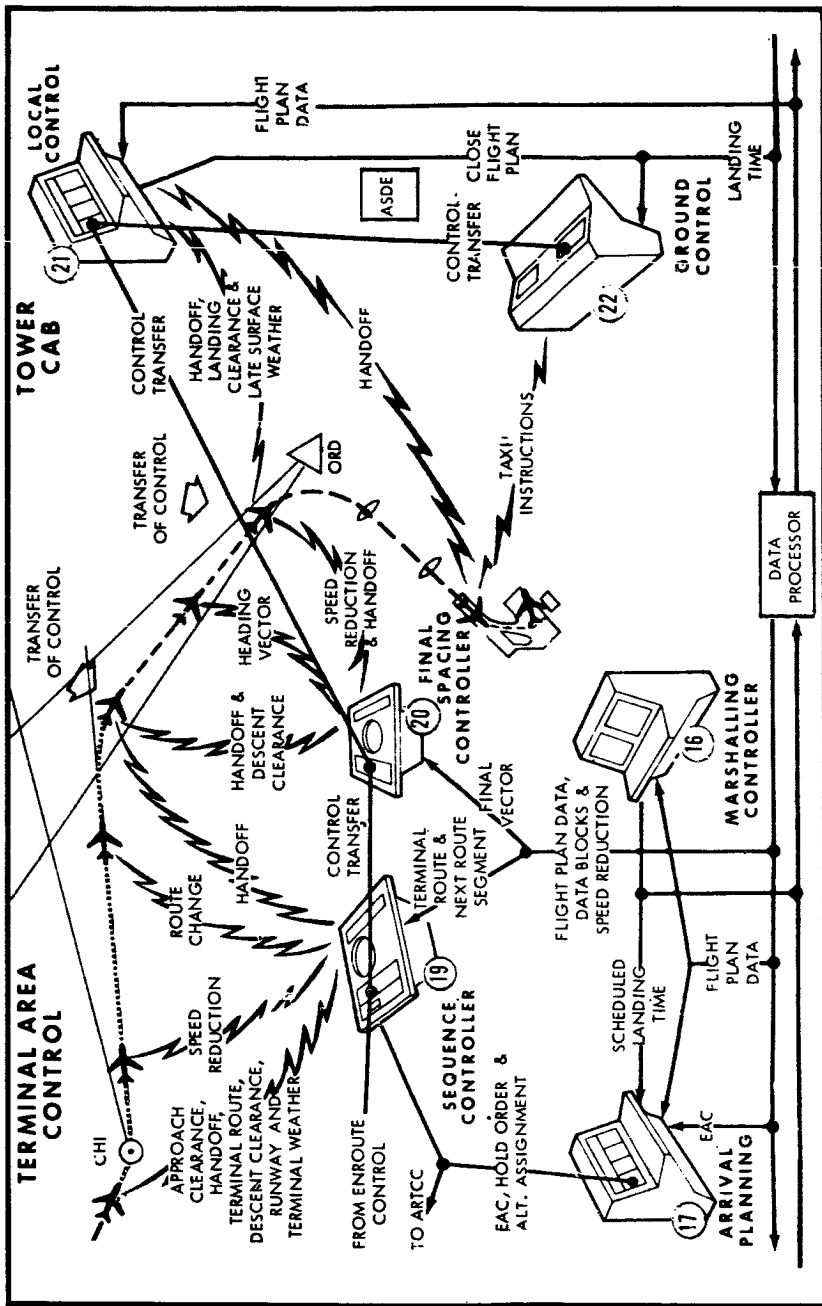 TERMINAL AREA
CONTROL
TOWER
CAB
LOCAL
CONTROL
21
CHI
TRANSFER
OF CONTROL
TRANSFER
OF CONTROL
CONTROL
TRANSFER
FLIGHT
PLAN
DATA
APPROACH
CLEARANCE,
HANDOFF,
TERMINAL ROUTE,
DESCENT CLEARANCE,
RUNWAY AND
TERMINAL WEATHER
SPEED
REDUCTION
ROUTE
CHANGE
HANDOFF
HANDOFF &
DESCENT
CLEARANCE
HEADING
VECTOR
SPEED
REDUCTION
& HANDOFF
ORD
HANDOFF,
LANDING
CLEARANCE &
LATE SURFACE
WEATHER
HANDOFF
ASDE
CLOSE
FLIGHT
PLAN
FROM ENROUTE
CONTROL
19
SEQUENCE
CONTROLLER
CONTROL
TRANSFER
20
FINAL
SPACING
CONTROLLER
TAXI
INSTRUCTIONS
CONTROL-
TRANSFER
22
GROUND
CONTROL
LANDING
TIME
TO ARTCC
EAC, HOLD ORDER &
ALT. ASSIGNMENT
TERMINAL
ROUTE &
NEXT ROUTE
SEGMENT
FINAL
VECTOR
FLIGHT PLAN DATA,
DATA BLOCKS &
SPEED REDUCTION
SCHEDULED
LANDING
TIME
FLIGHT
PLAN
DATA
16
MARSHALLING
CONTROLLER
17
ARRIVAL
PLANNING
EAC
DATA
PROCESSOR